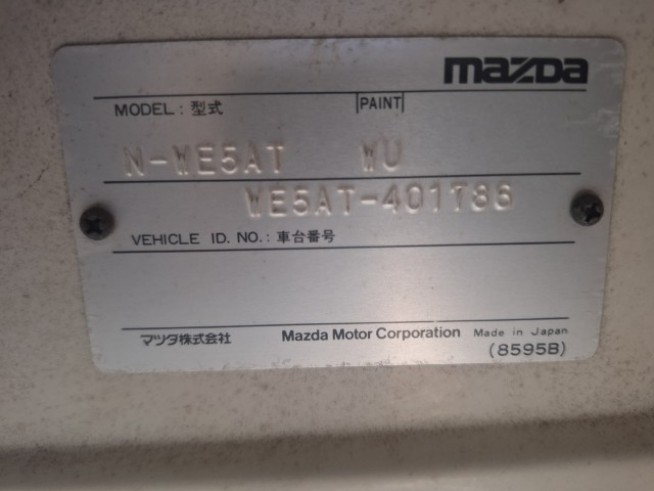 mazda
MODEL : 型式 PAINT
N-WE5AT WU
WE5AT-401786
VEHICLE ID. NO. : 車台番号
マツダ株式会社 Mazda Motor Corporation Made in Japan
(8595B)